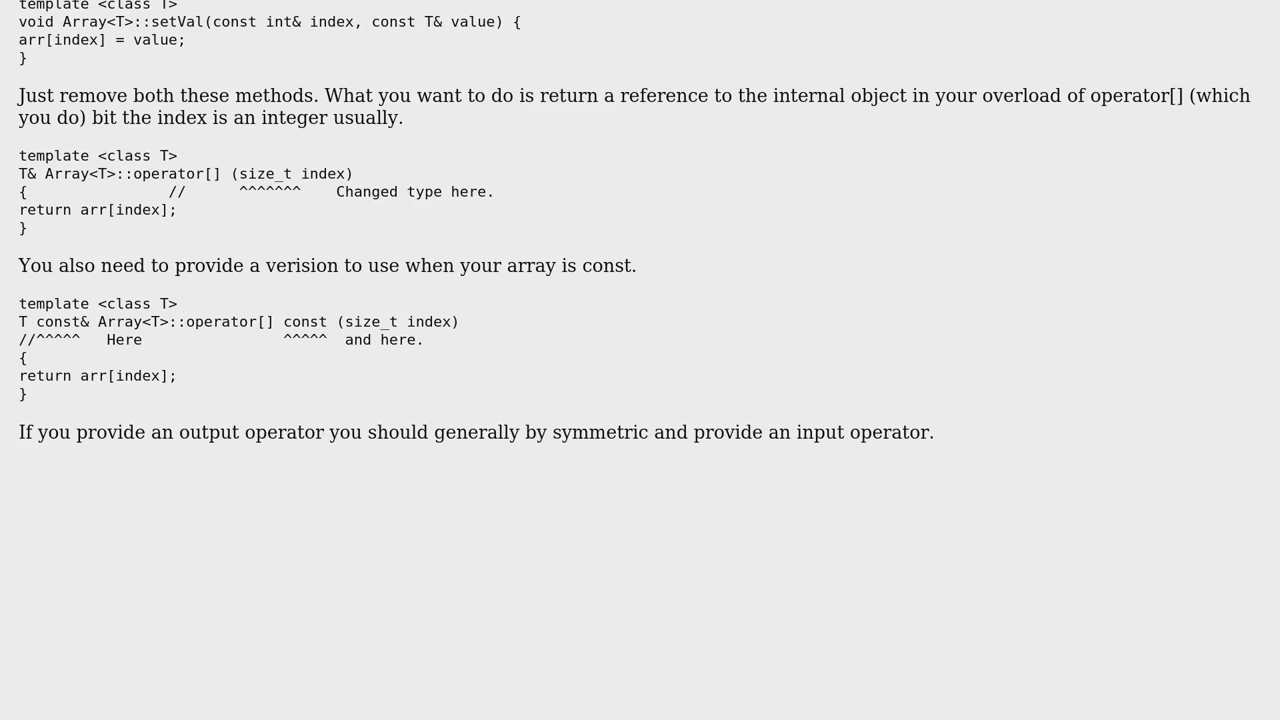 template <class T>
void Array<T>::setVal(const int& index, const T& value) {
arr[index] = value;
}
Just remove both these methods. What you want to do is return a reference to the internal object in your overload of operator[] (which
you do) bit the index is an integer usually.
template <class T>
T& Array<T>::operator[] (size_t index)
{                //      ^^^^^^^    Changed type here.
return arr[index];
}
You also need to provide a verision to use when your array is const.
template <class T>
T const& Array<T>::operator[] const (size_t index)
//^^^^^   Here                ^^^^^  and here.
{
return arr[index];
}
If you provide an output operator you should generally by symmetric and provide an input operator.